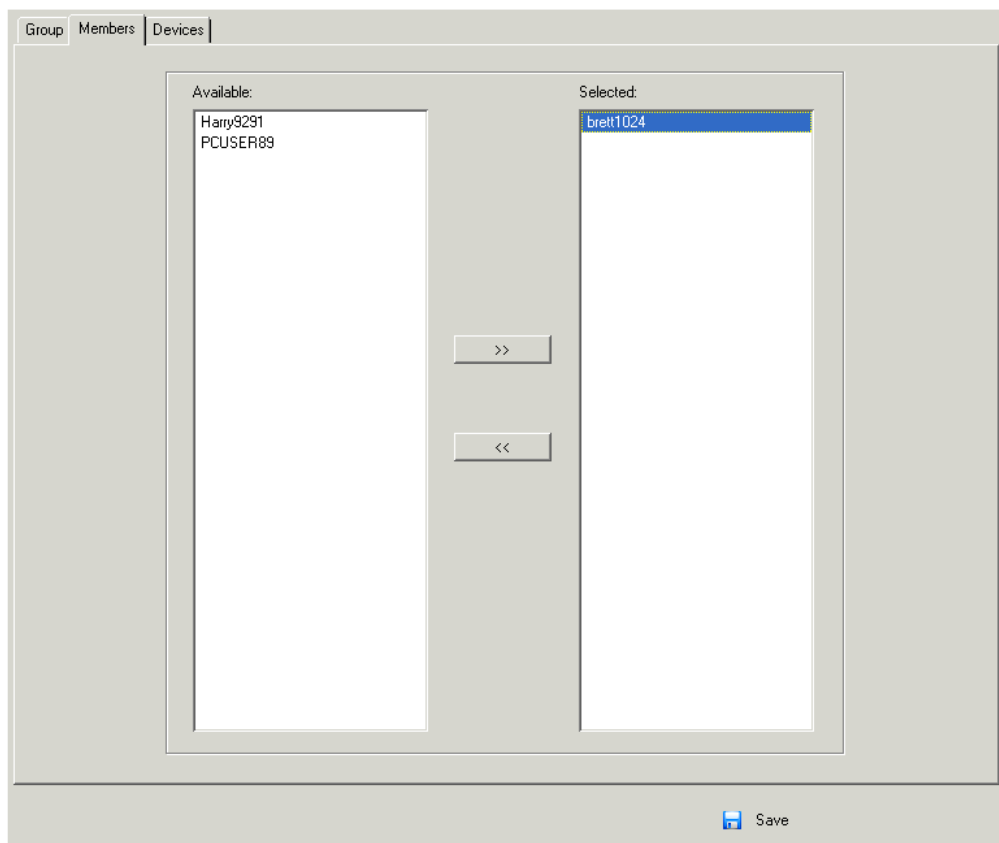 Group Members Devices
Available: Selected:
Harry9291 brett1024
PCUSER89
>>
<<
Save